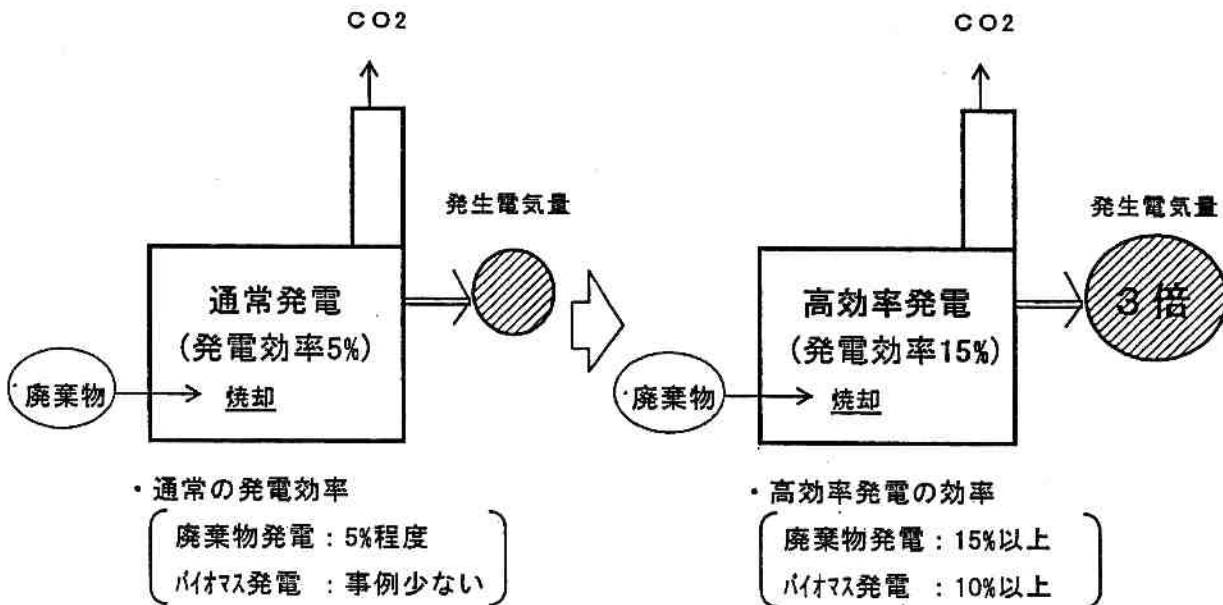 CO2
発生電気量
通常発電
(発電効率5%)
廃棄物
焼却
・通常の発電効率
廃棄物発電：5%程度
バイオマス発電：事例少ない
CO2
発生電気量
高効率発電
(発電効率15%)
3倍
廃棄物
焼却
・高効率発電の効率
廃棄物発電：15%以上
バイオマス発電：10%以上